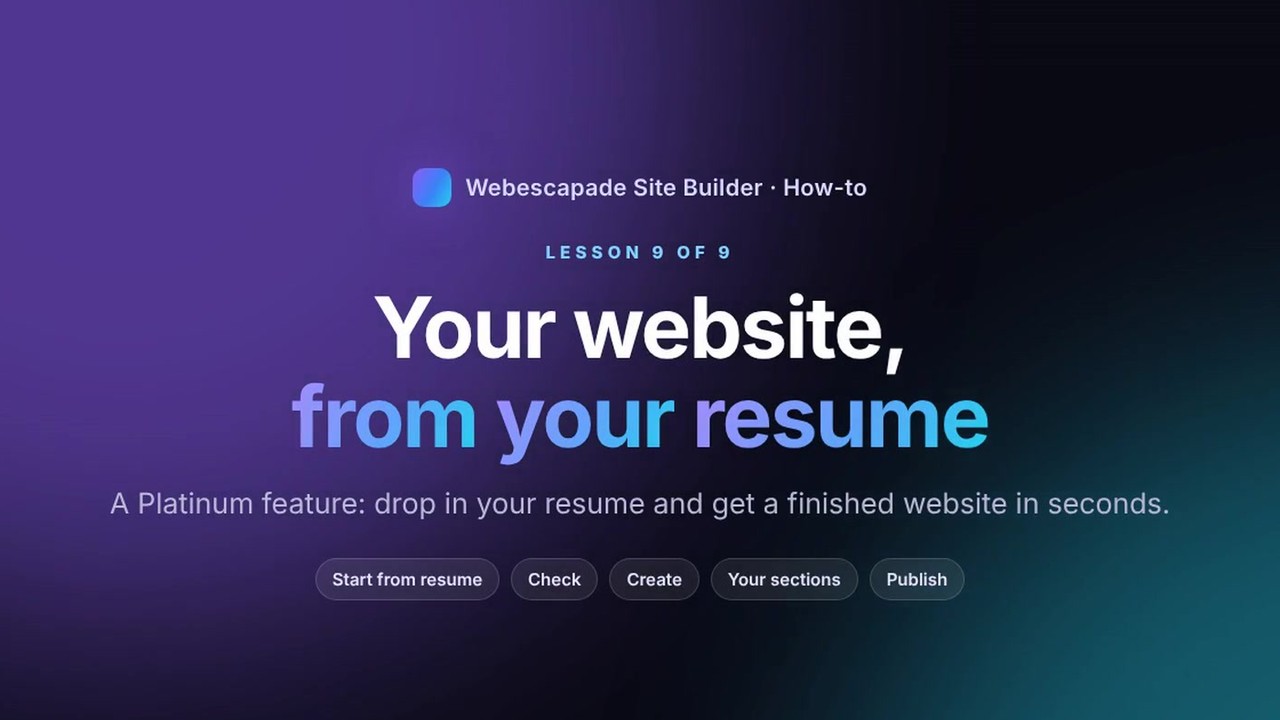 Webescapade Site Builder · How-to
LESSON 9 OF 9
Your website,
from your resume
A Platinum feature: drop in your resume and get a finished website in seconds.
Start from resume
Check
Create
Your sections
Publish